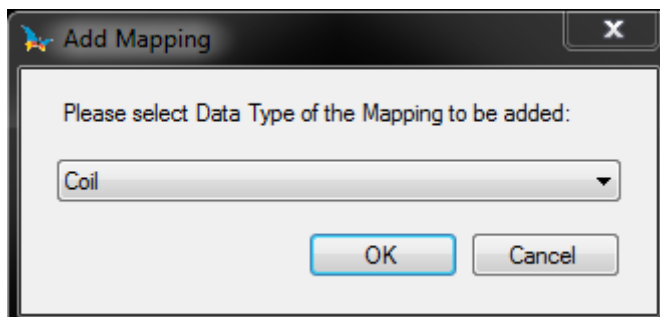 Add Mapping
Please select Data Type of the Mapping to be added:
Coil
OK Cancel